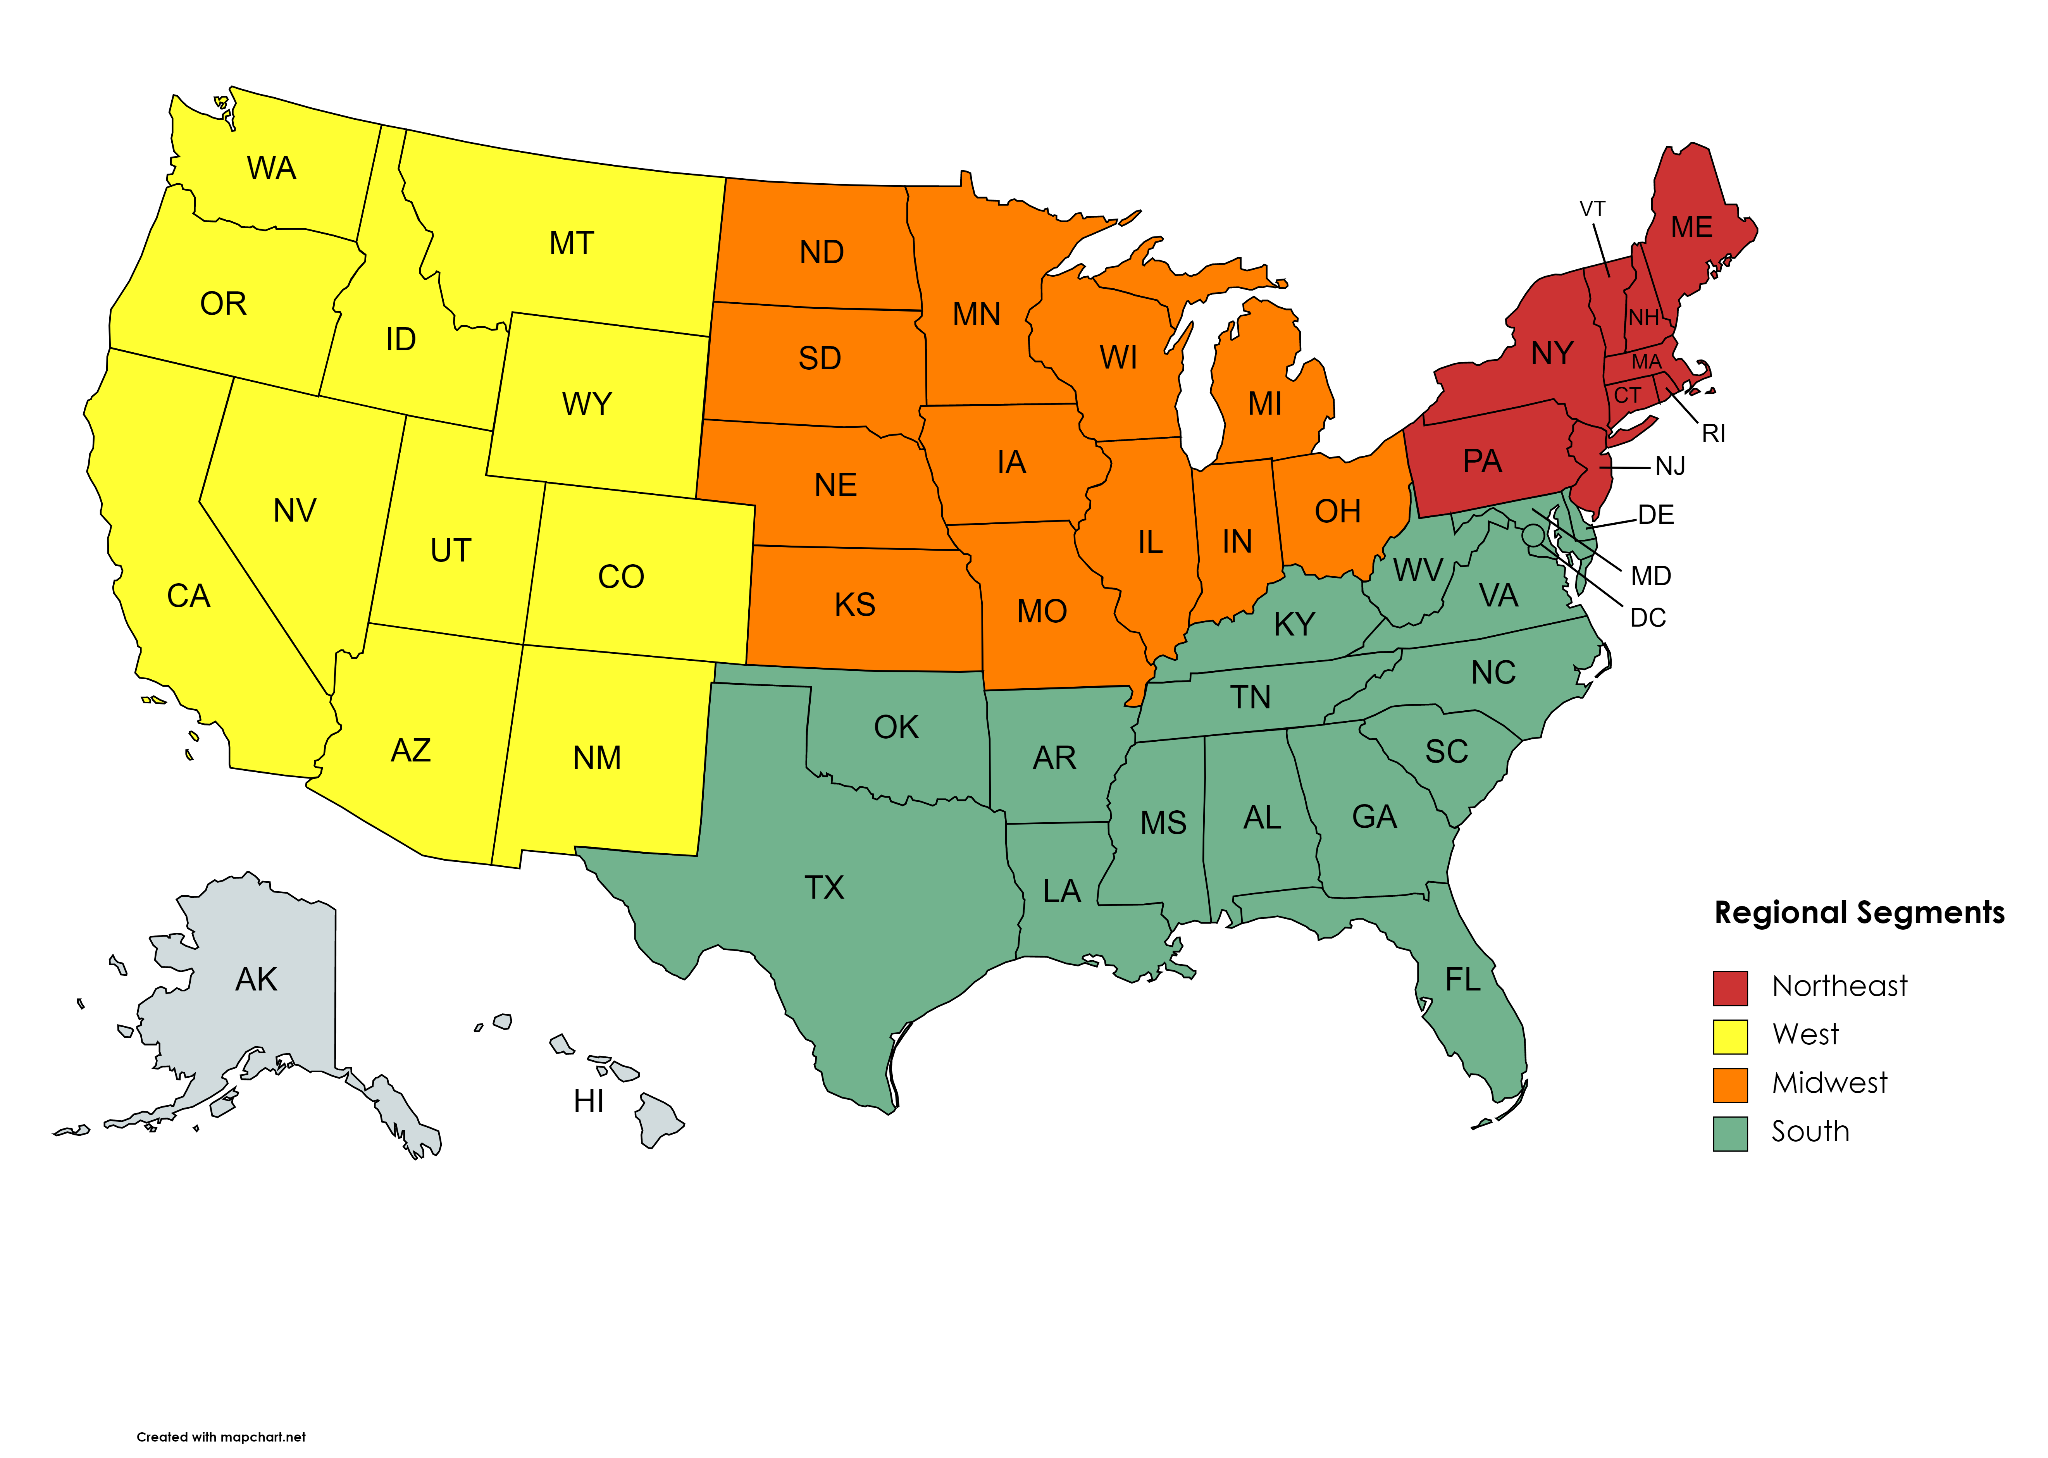 WA
MT
ND
MN
VT
ME
OR
ID
SD
WI
NH
NY
MA
WY
MI
CT
RI
NV
NE
IA
PA
NJ
UT
CO
IL
IN
OH
DE
CA
KS
MO
WV
VA
MD
DC
KY
NC
TN
AZ
NM
OK
AR
SC
MS
AL
GA
TX
LA
FL
AK
HI
Regional Segments
Northeast
West
Midwest
South
Created with mapchart.net